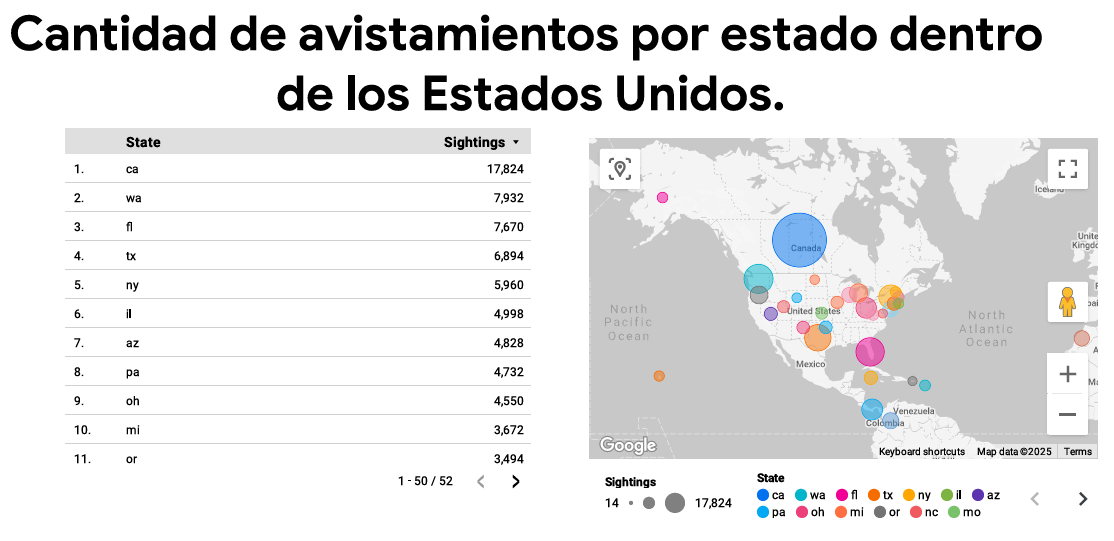 Cantidad de avistamientos por estado dentro
de los Estados Unidos.
State Sightings
1. ca 17,824
2. wa 7,932
3. fl 7,670
4. tx 6,894
5. ny 5,960
6. il 4,998
7. az 4,828
8. pa 4,732
9. oh 4,550
10. mi 3,672
11. or 3,494
1 - 50 / 52
Iceland
Canada
United States
North
Pacific
Ocean
North
Atlantic
Ocean
Mexico
Venezuela
Colombia
Google
Keyboard shortcuts Map data ©2025 Terms
Sightings
14 17,824
State
ca wa fl tx ny il az
pa oh mi or nc mo